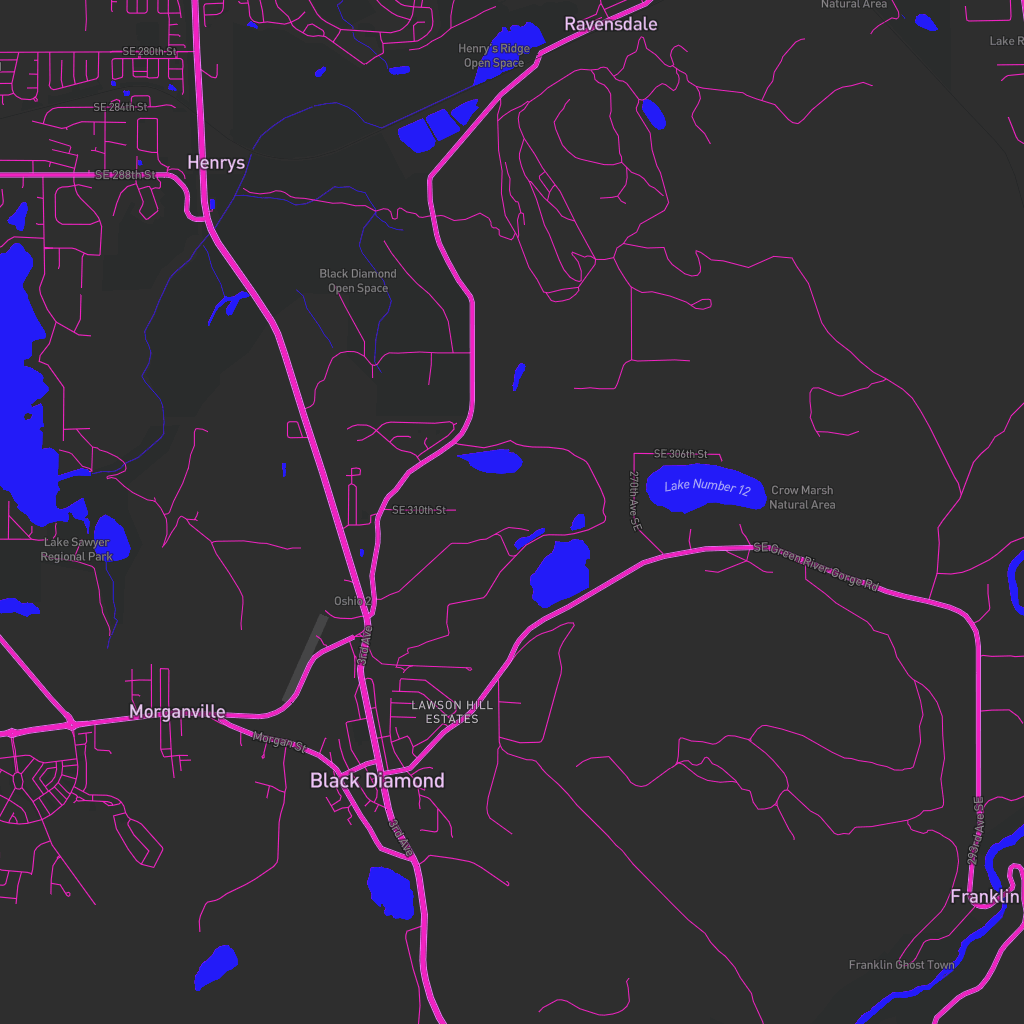 Natural Area
Ravensdale
Lake R
Henry's Ridge
Open Space
SE 280th St
SE 284th St
Henrys
SE 288th St
Black Diamond
Open Space
SE 306th St
270th Ave SE
Lake Number 12
Crow Marsh
Natural Area
SE 310th St
Lake Sawyer
Regional Park
SE Green River Gorge Rd
Oshio 2
3rd Ave
LAWSON HILL
ESTATES
Morganville
Morgan St
Black Diamond
3rd Ave
293rd Ave SE
Franklin
Franklin Ghost Town